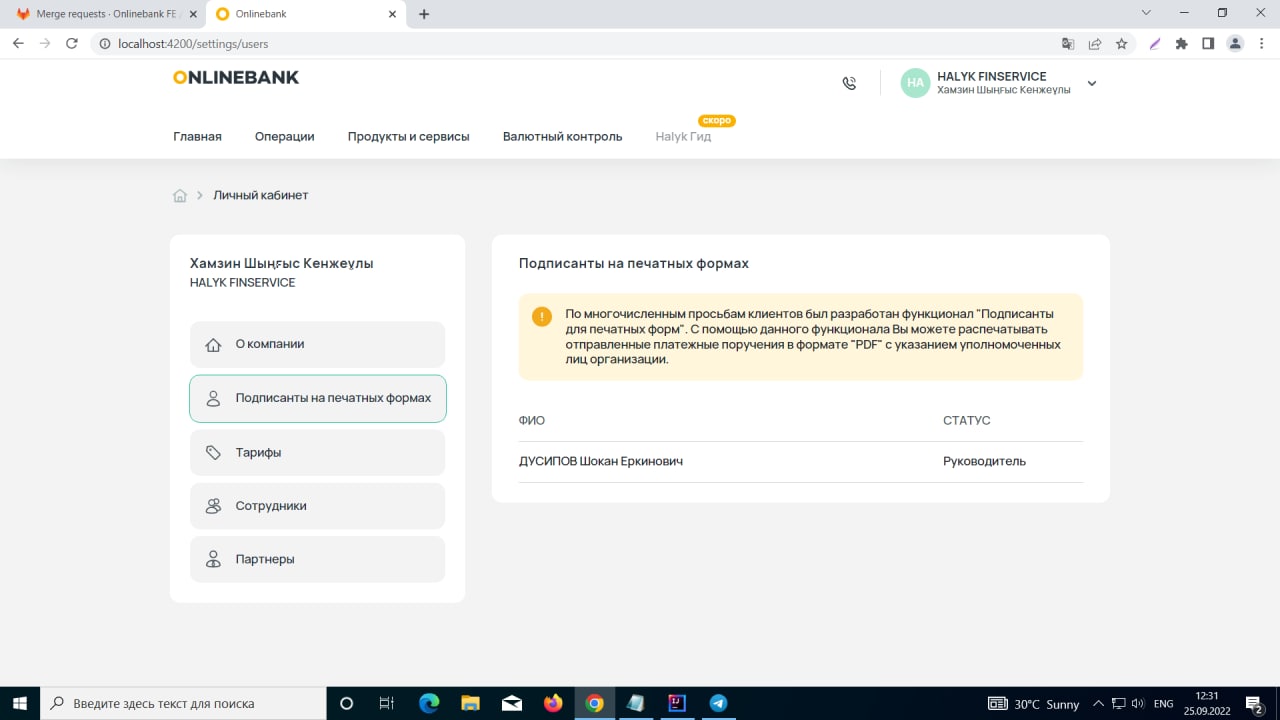 Merge requests · Onlinebank FE
Onlinebank
localhost:4200/settings/users
ONLINEBANK
HA
HALYK FINSERVICE
Хамзин Шыңғыс Кенжеұлы
Главная
Операции
Продукты и сервисы
Валютный контроль
Halyk Гид
скоро
Личный кабинет
Хамзин Шыңғыс Кенжеұлы
HALYK FINSERVICE
О компании
Подписанты на печатных формах
Тарифы
Сотрудники
Партнеры
Подписанты на печатных формах
По многочисленным просьбам клиентов был разработан функционал "Подписанты
для печатных форм". С помощью данного функционала Вы можете распечатывать
отправленные платежные поручения в формате "PDF" с указанием уполномоченных
лиц организации.
ФИО
СТАТУС
ДУСИПОВ Шокан Еркинович
Руководитель
Введите здесь текст для поиска
30°C Sunny
ENG
12:31
25.09.2022
2